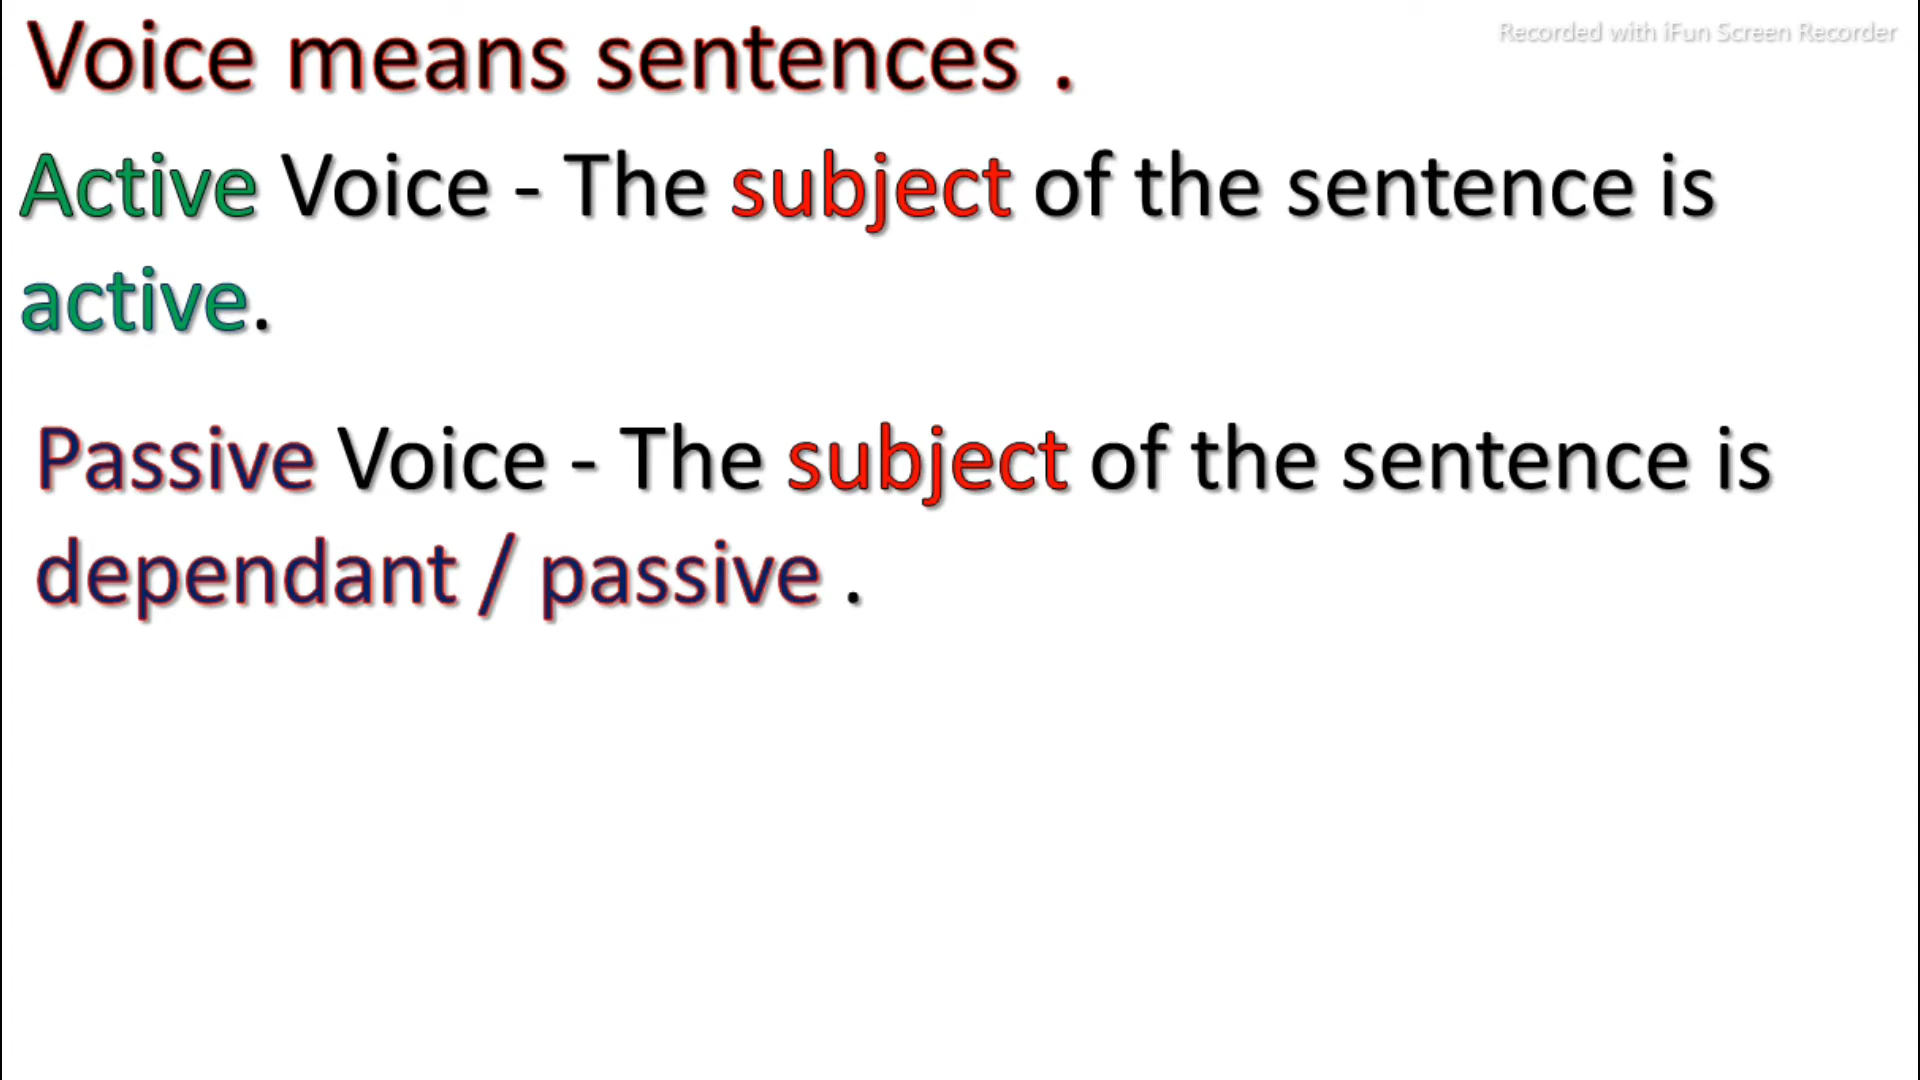 Voice means sentences .
Recorded with iFun Screen Recorder
Active Voice - The subject of the sentence is
active.
Passive Voice - The subject of the sentence is
dependant / passive .